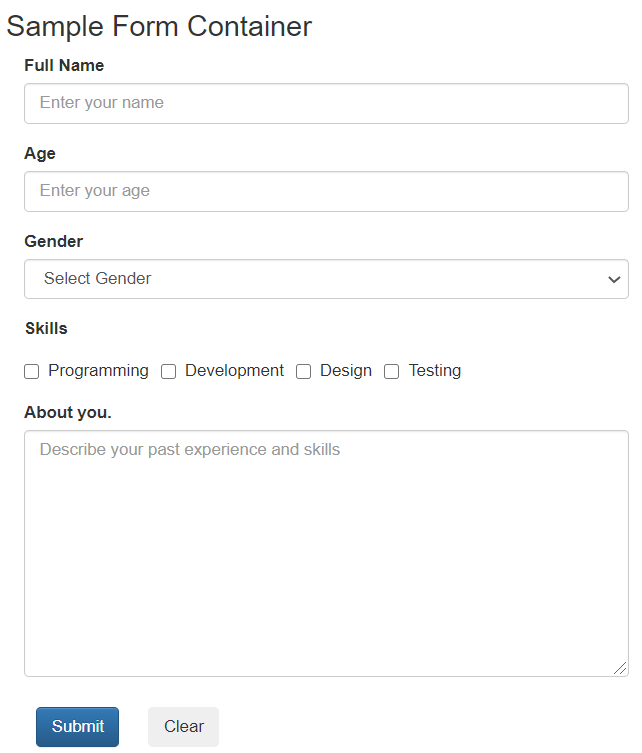 Sample Form Container
Full Name
Enter your name
Age
Enter your age
Gender
Select Gender
Skills
Programming Development Design Testing
About you.
Describe your past experience and skills
Submit Clear